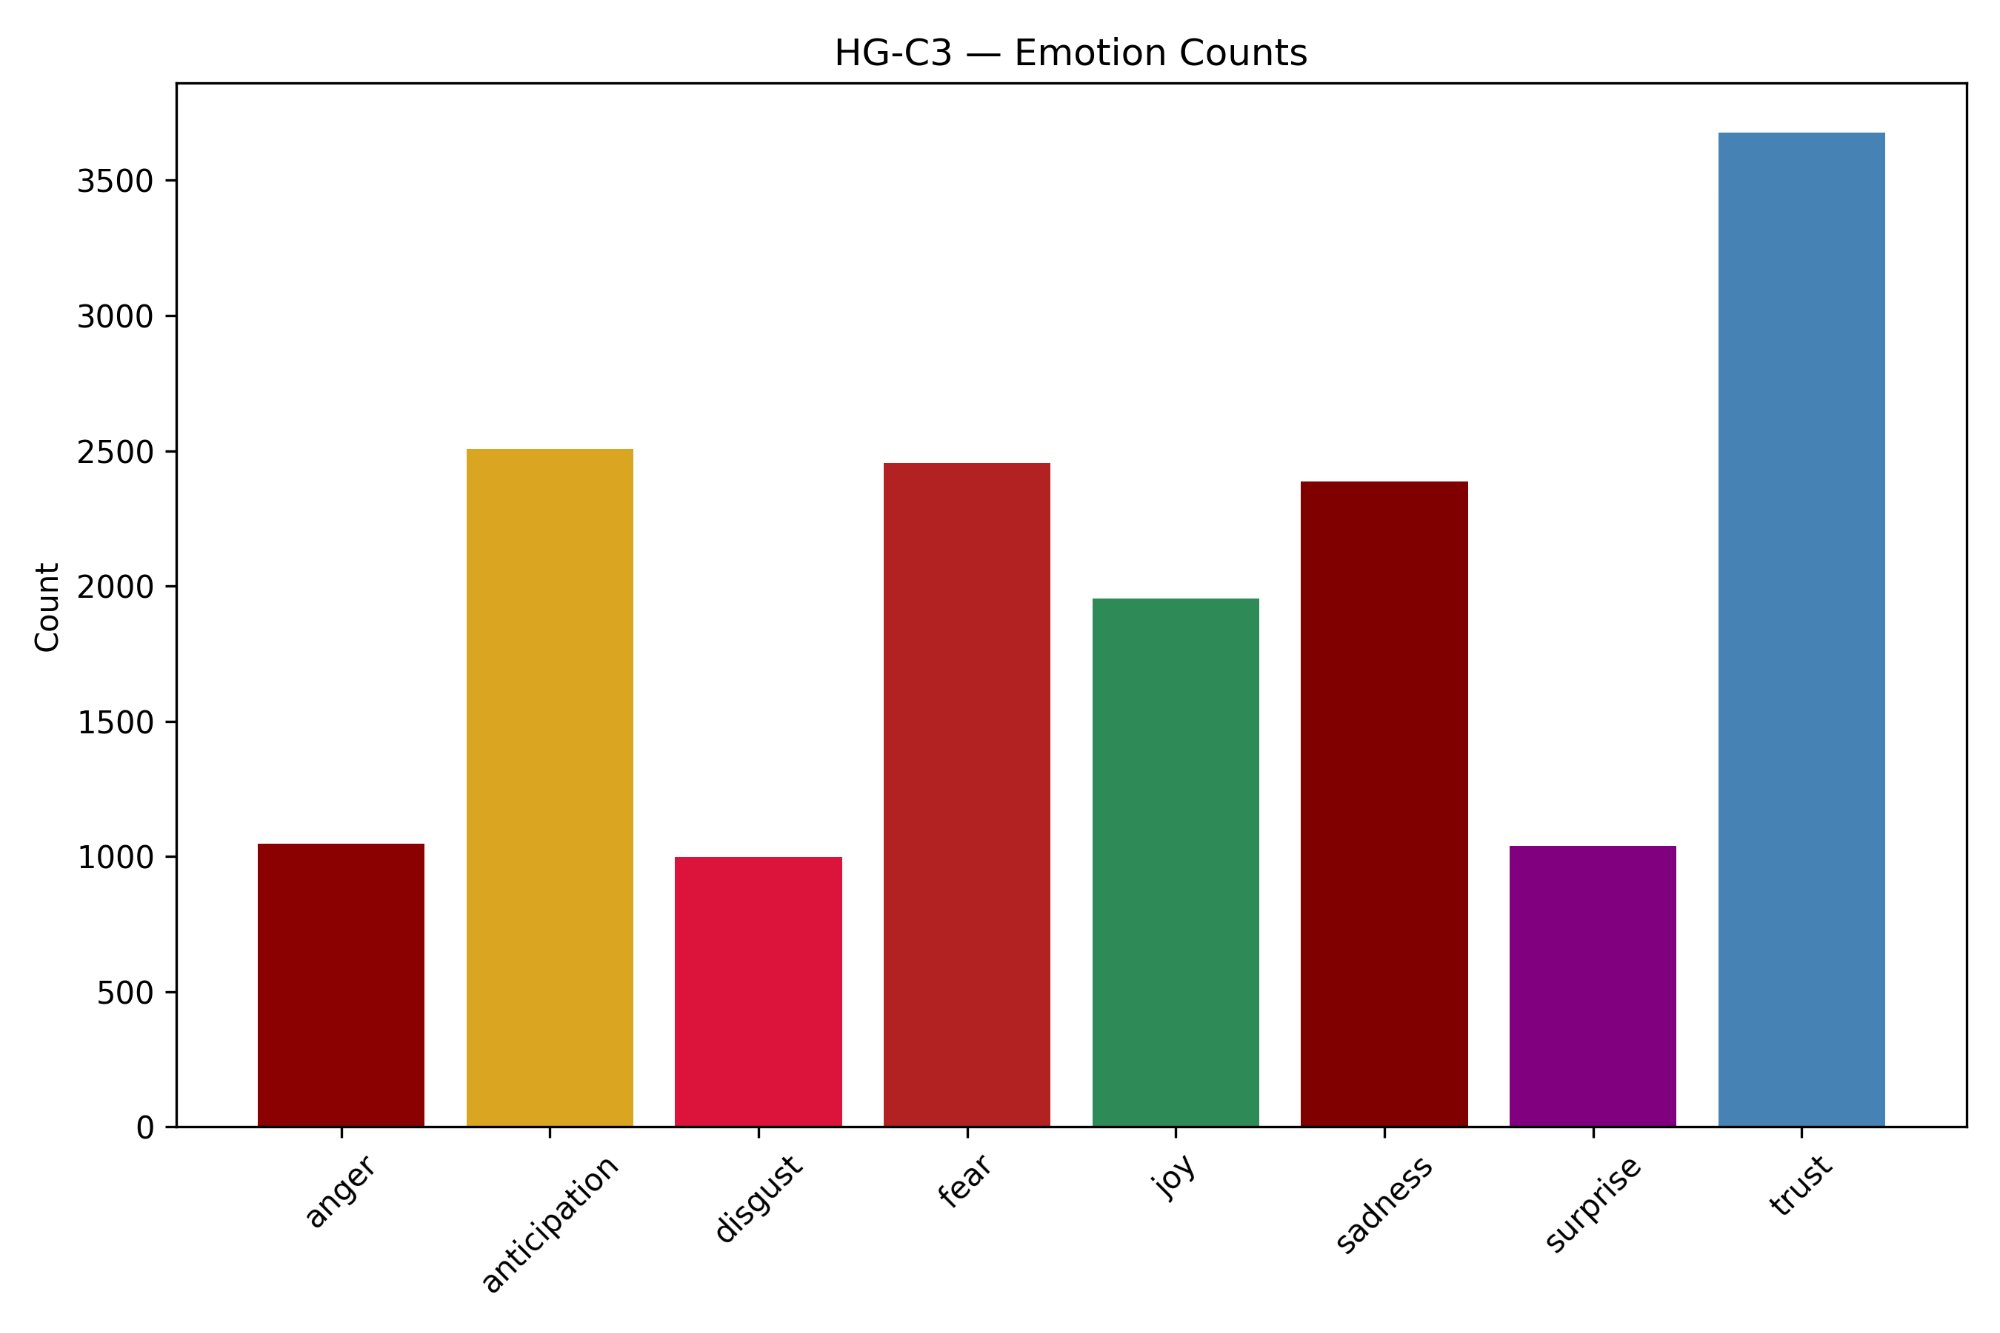 HG-C3 — Emotion Counts
Count
3500
3000
2500
2000
1500
1000
500
0
anger
anticipation
disgust
fear
joy
sadness
surprise
trust